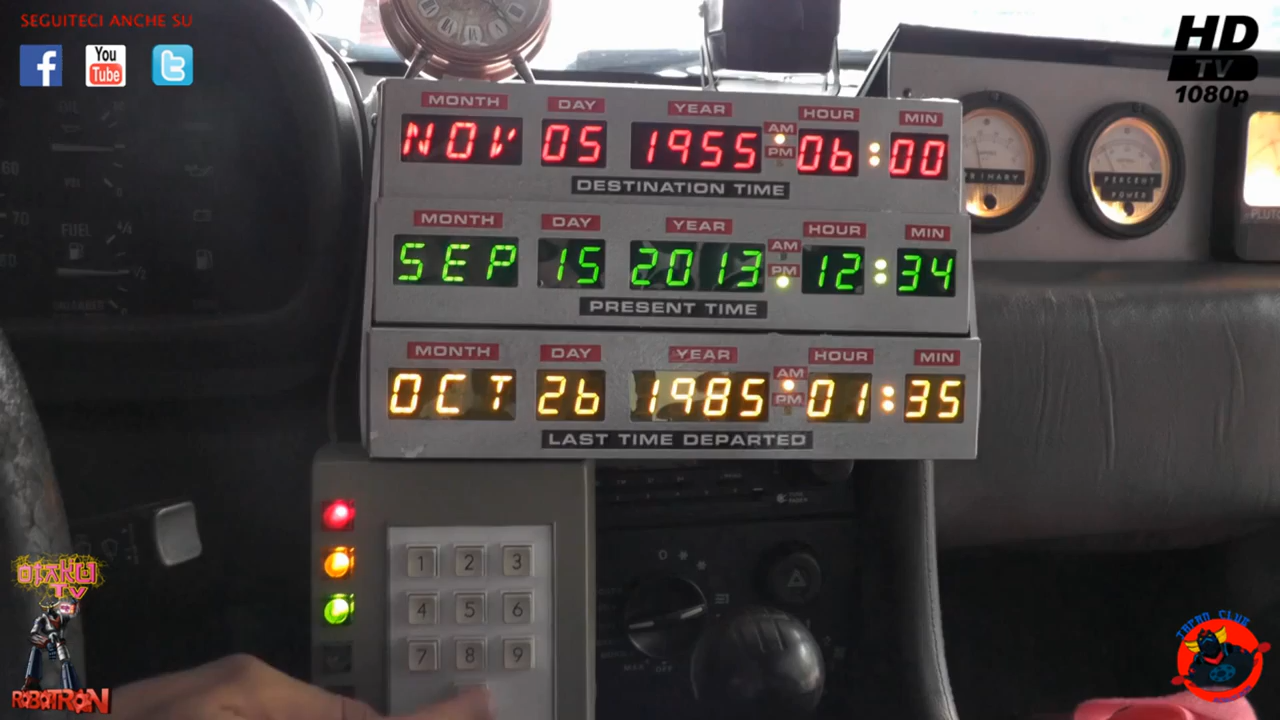 SEGUITECI ANCHE SU
f
You
Tube
t
HD
TV
1080p
MONTH DAY YEAR HOUR MIN
NOV 05 1955 AM PM 06:00
DESTINATION TIME
PRIMARY
PERCENT
POWER
MONTH DAY YEAR HOUR MIN
SEP 15 2013 AM PM 12:34
PRESENT TIME
MONTH DAY YEAR HOUR MIN
OCT 26 1985 AM PM 01:35
LAST TIME DEPARTED
FUEL
1 2 3
4 5 6
7 8 9
OTAKU
TV
ROBOTRON